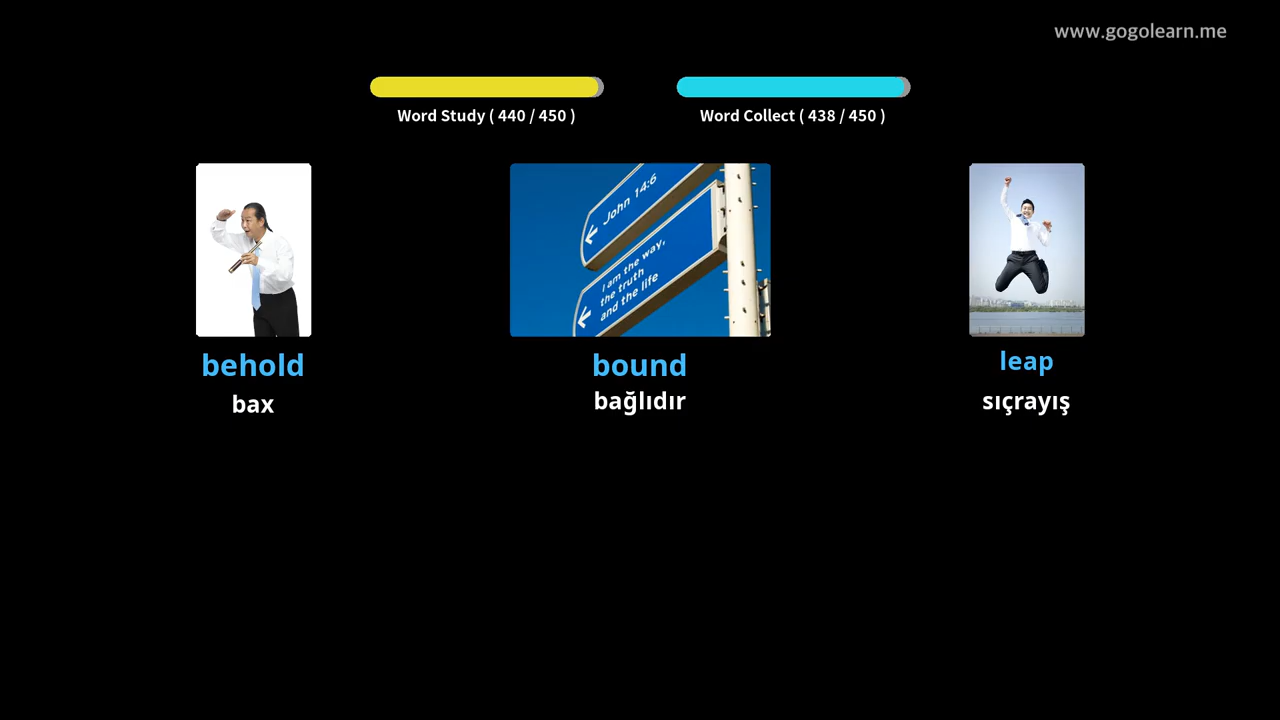 www.gogolearn.me
Word Study ( 440 / 450 )
Word Collect ( 438 / 450 )
John 14:6
I am the way,
the truth
and the life
behold
bound
leap
bax
bağlıdır
sıçrayış